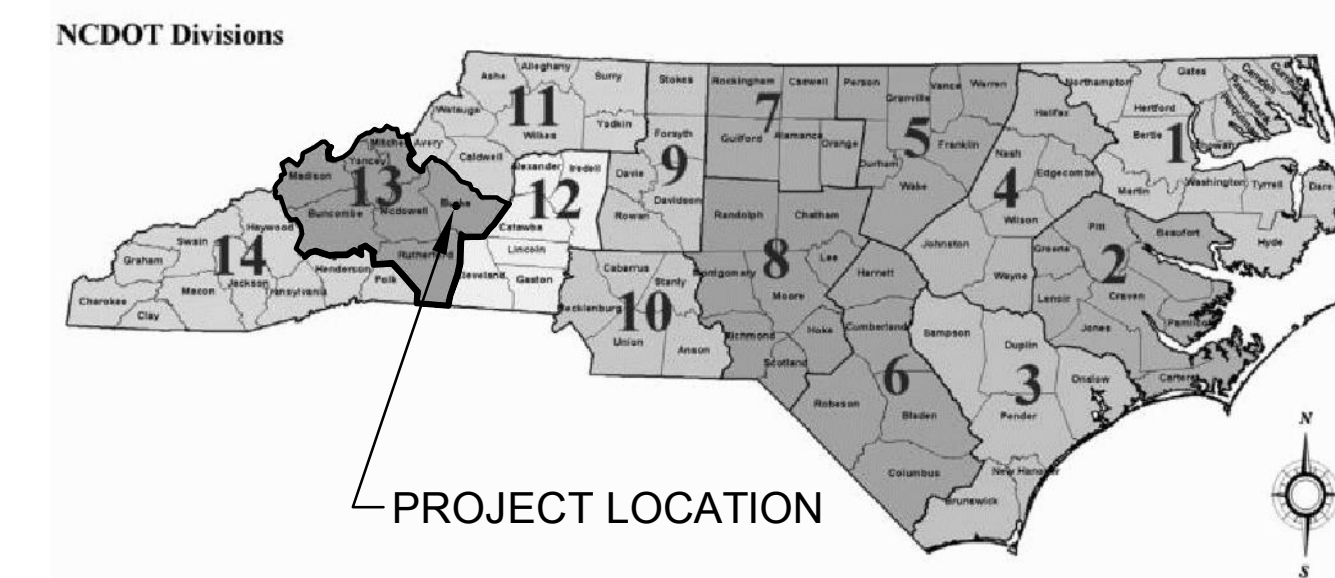 NCDOT Divisions
Ashe
Alleghany
Surry
Stokes
Rockingham
Caswell
Person
Granville
Vance
Warren
Northampton
Gates
Watauga
11
Wilkes
Yadkin
Forsyth
7
Guilford
Alamance
Orange
Durham
5
Franklin
Halifax
Hertford
Bertie
1
Chowan
Mitchell
Avery
Yancey
Caldwell
Alexander
Iredell
Davie
9
Davidson
Madison
13
Buncombe
Mcdowell
Burke
12
Catawba
Rowan
Randolph
Chatham
Wake
Nash
4
Edgecombe
Wilson
Martin
Washington
Tyrrell
Dare
Swain
Haywood
Graham
14
Henderson
Rutherford
Lincoln
Cleveland
Gaston
Cabarrus
Stanly
Montgomery
8
Lee
Moore
Harnett
Johnston
Wayne
Greene
Pitt
2
Beaufort
Hyde
Cherokee
Macon
Jackson
Transylvania
Polk
Clay
Mecklenburg
10
Union
Anson
Richmond
Hoke
Scotland
Cumberland
Sampson
Lenoir
Craven
Jones
Pamlico
Duplin
3
Onslow
Carteret
6
Robeson
Bladen
Pender
Columbus
New Hanover
Brunswick
PROJECT LOCATION
N
S